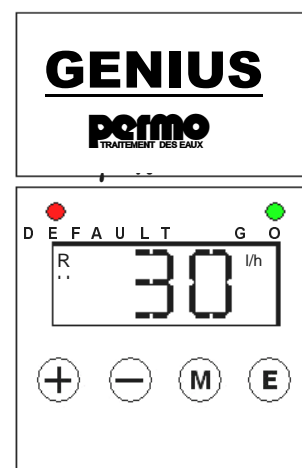 GENIUS
permo
TRAITEMENT DES EAUX
DEFAULT GO
R 30 l/h
+ − M E